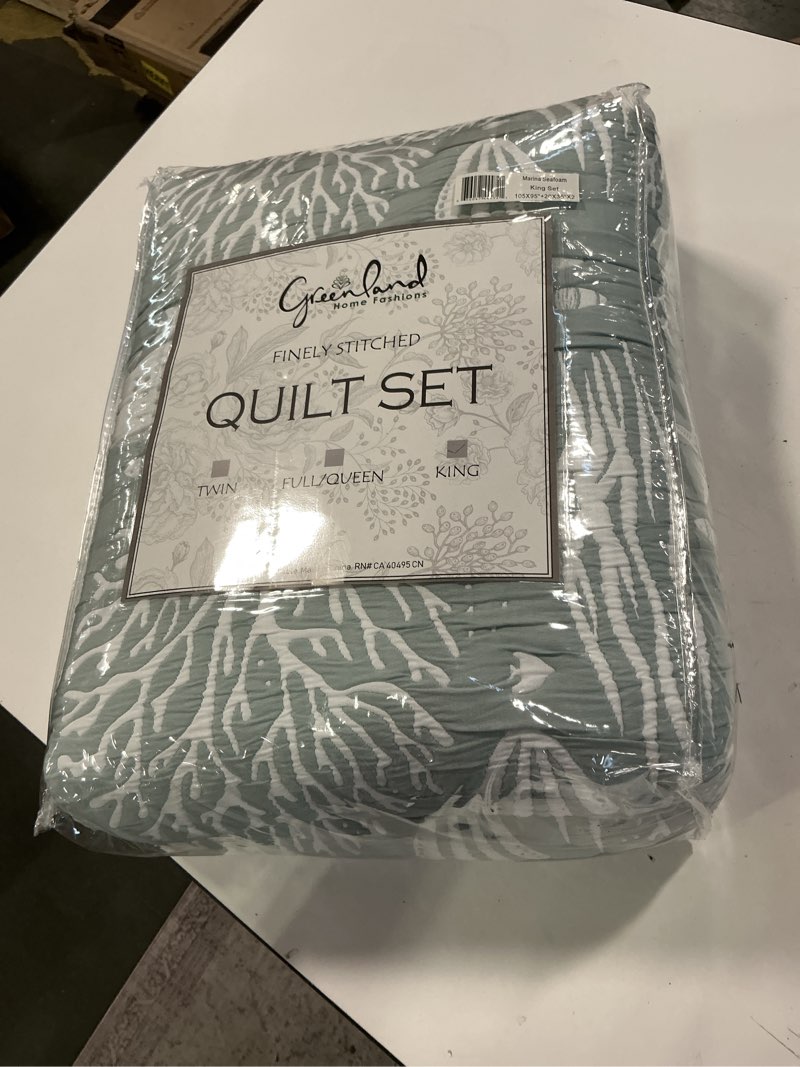 Marina Seafoam
King Set
Greenland
Home Fashions
FINELY STITCHED
QUILT SET
TWIN
FULL/QUEEN
KING
RN# CA 40495 CN